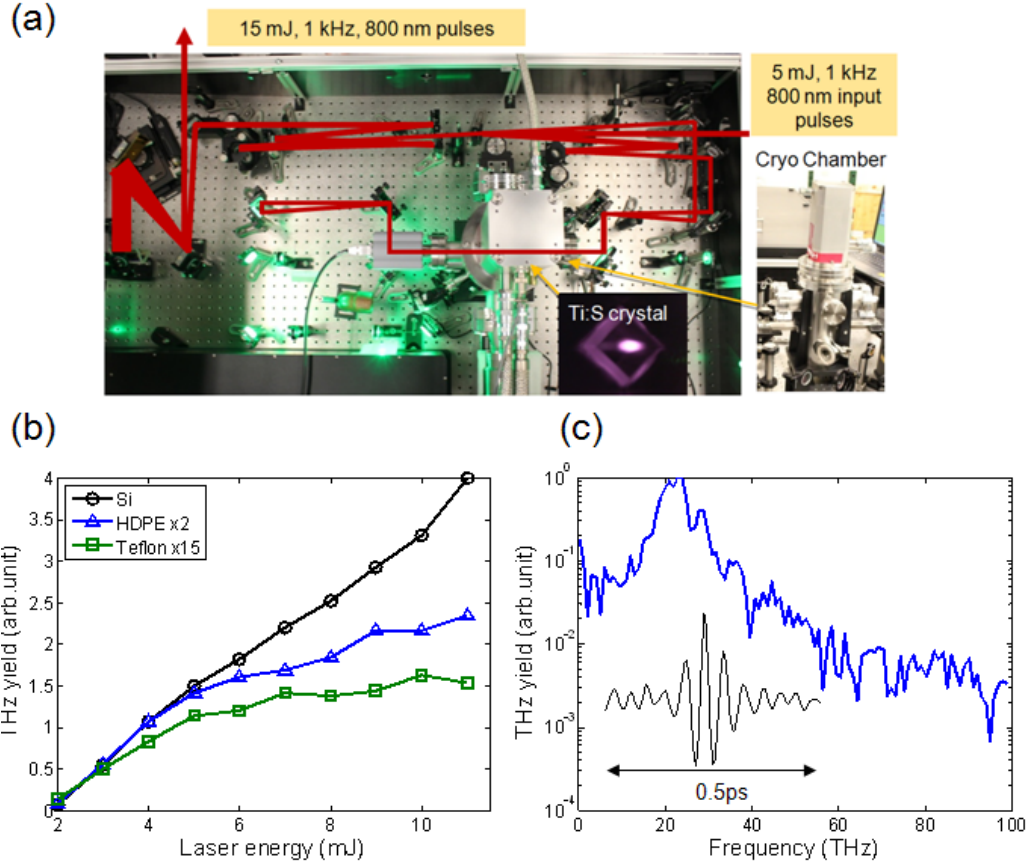 (a)
15 mJ, 1 kHz, 800 nm pulses
5 mJ, 1 kHz
800 nm input
pulses
Cryo Chamber
Ti:S crystal
(b)
THz yield (arb.unit)
4
3.5
3
2.5
2
1.5
1
0.5
0
Si
HDPE x2
Teflon x15
2
4
6
8
10
Laser energy (mJ)
(c)
THz yield (arb.unit)
10^0
10^-1
10^-2
10^-3
10^-4
0.5ps
0
20
40
60
80
100
Frequency (THz)